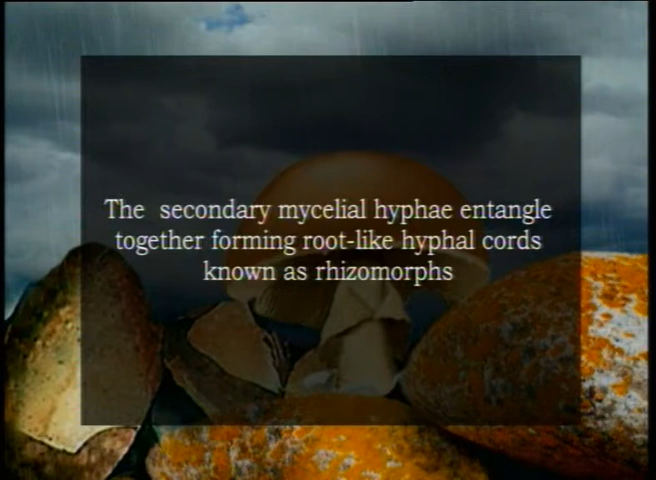 The secondary mycelial hyphae entangle
together forming root-like hyphal cords
known as rhizomorphs